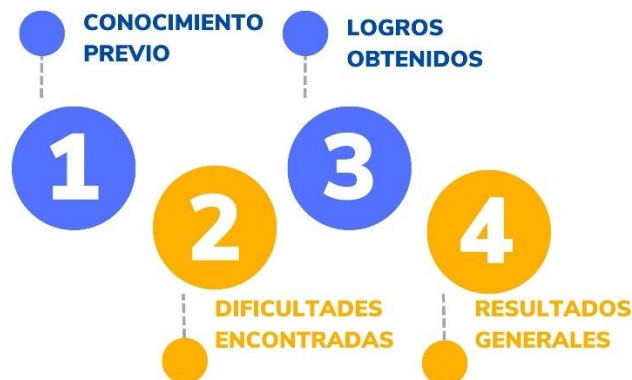 CONOCIMIENTO
PREVIO
1
2
DIFICULTADES
ENCONTRADAS
LOGROS
OBTENIDOS
3
4
RESULTADOS
GENERALES